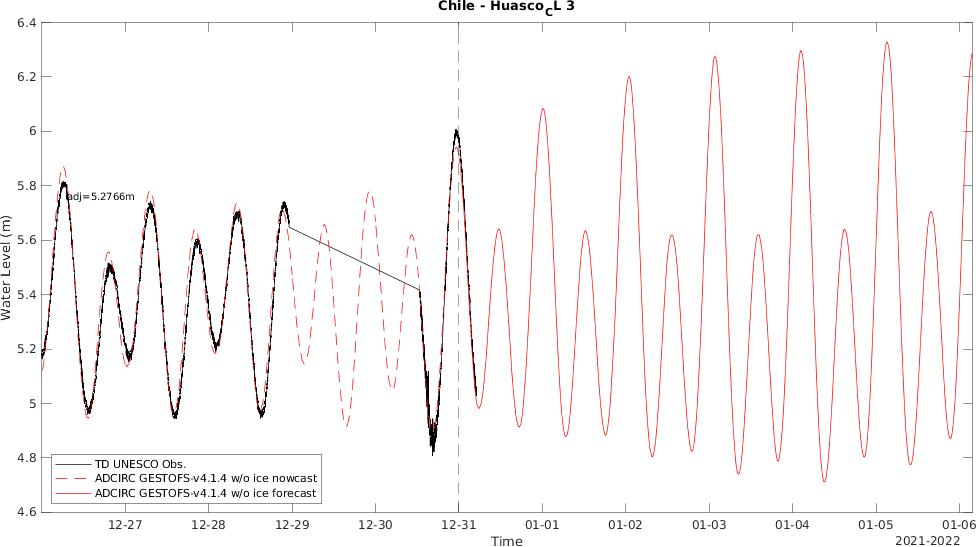 Chile - Huasco_CL 3
6.4
6.2
6
5.8
5.6
5.4
5.2
5
4.8
4.6
Water Level (m)
adj=5.2766m
TD UNESCO Obs.
ADCIRC GESTOFS-v4.1.4 w/o ice nowcast
ADCIRC GESTOFS-v4.1.4 w/o ice forecast
12-27 12-28 12-29 12-30 12-31 01-01 01-02 01-03 01-04 01-05 01-06
Time
2021-2022